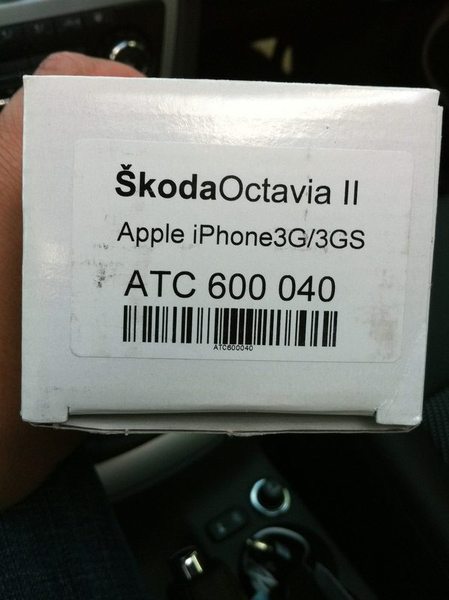 ŠkodaOctavia II
Apple iPhone3G/3GS
ATC 600 040
ATC600040